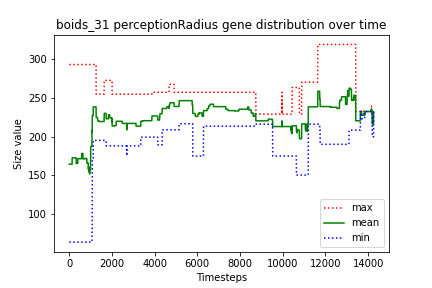 boids_31 perceptionRadius gene distribution over time
Size value
300
250
200
150
100
0
2000
4000
6000
8000
10000
12000
14000
Timesteps
max
mean
min